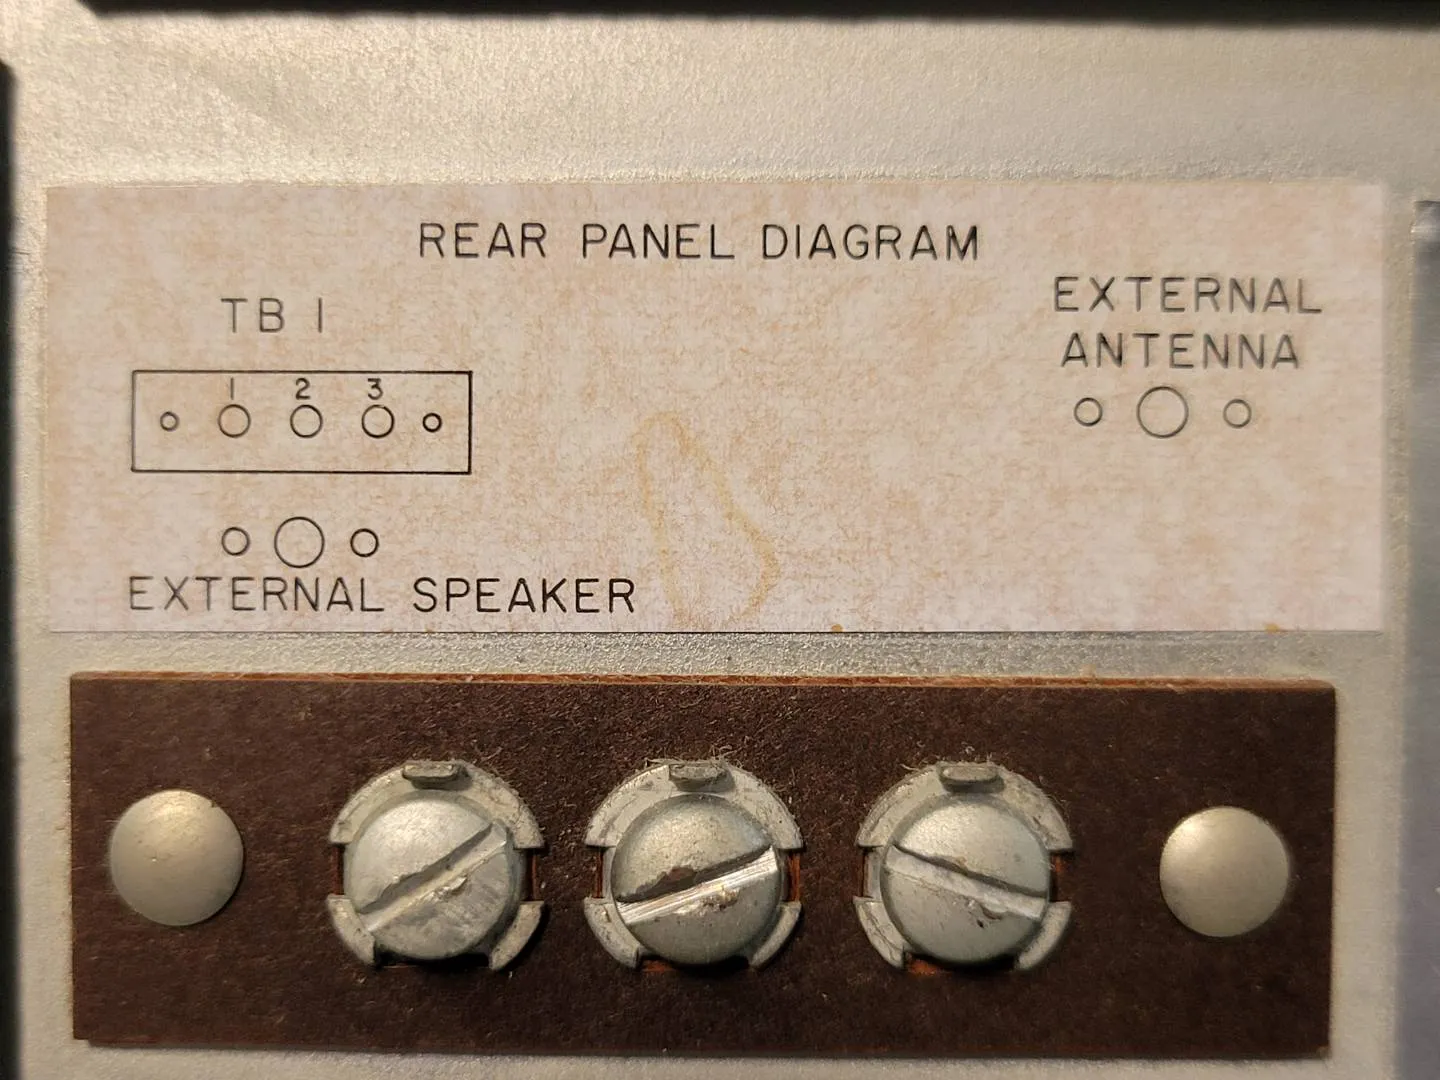 REAR PANEL DIAGRAM
TB 1
1 2 3
EXTERNAL
ANTENNA
EXTERNAL SPEAKER